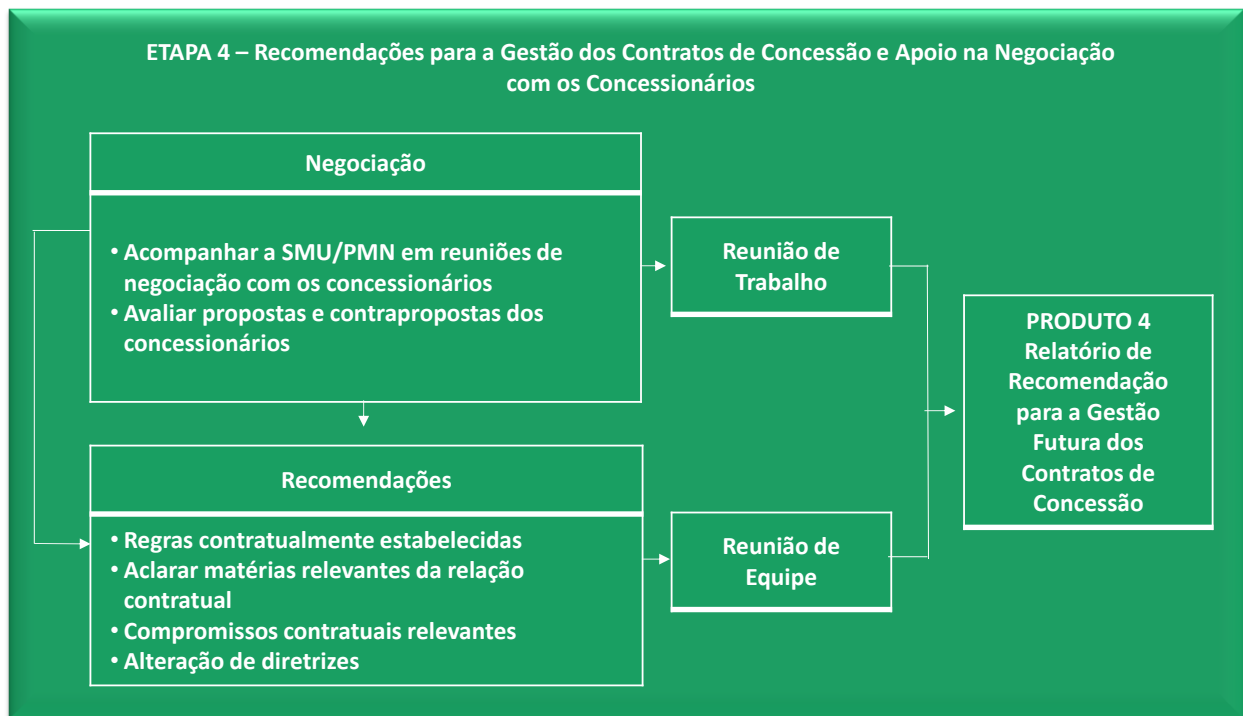 ETAPA 4 – Recomendações para a Gestão dos Contratos de Concessão e Apoio na Negociação
com os Concessionários
Negociação
• Acompanhar a SMU/PMN em reuniões de
negociação com os concessionários
• Avaliar propostas e contrapropostas dos
concessionários
Reunião de
Trabalho
Recomendações
• Regras contratualmente estabelecidas
• Aclarar matérias relevantes da relação
contratual
• Compromissos contratuais relevantes
• Alteração de diretrizes
Reunião de
Equipe
PRODUTO 4
Relatório de
Recomendação
para a Gestão
Futura dos
Contratos de
Concessão